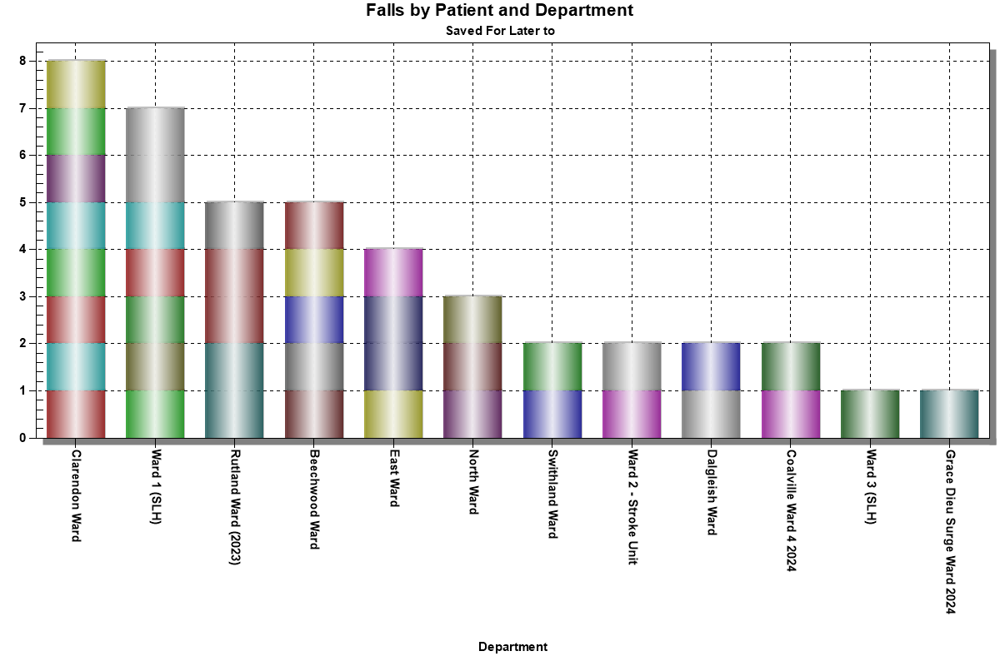 Falls by Patient and Department
Saved For Later to
8
7
6
5
4
3
2
1
0
Clarendon Ward
Ward 1 (SLH)
Rutland Ward (2023)
Beechwood Ward
East Ward
North Ward
Swithland Ward
Ward 2 - Stroke Unit
Dalgleish Ward
Coalville Ward 4 2024
Ward 3 (SLH)
Grace Dieu Surge Ward 2024
Department